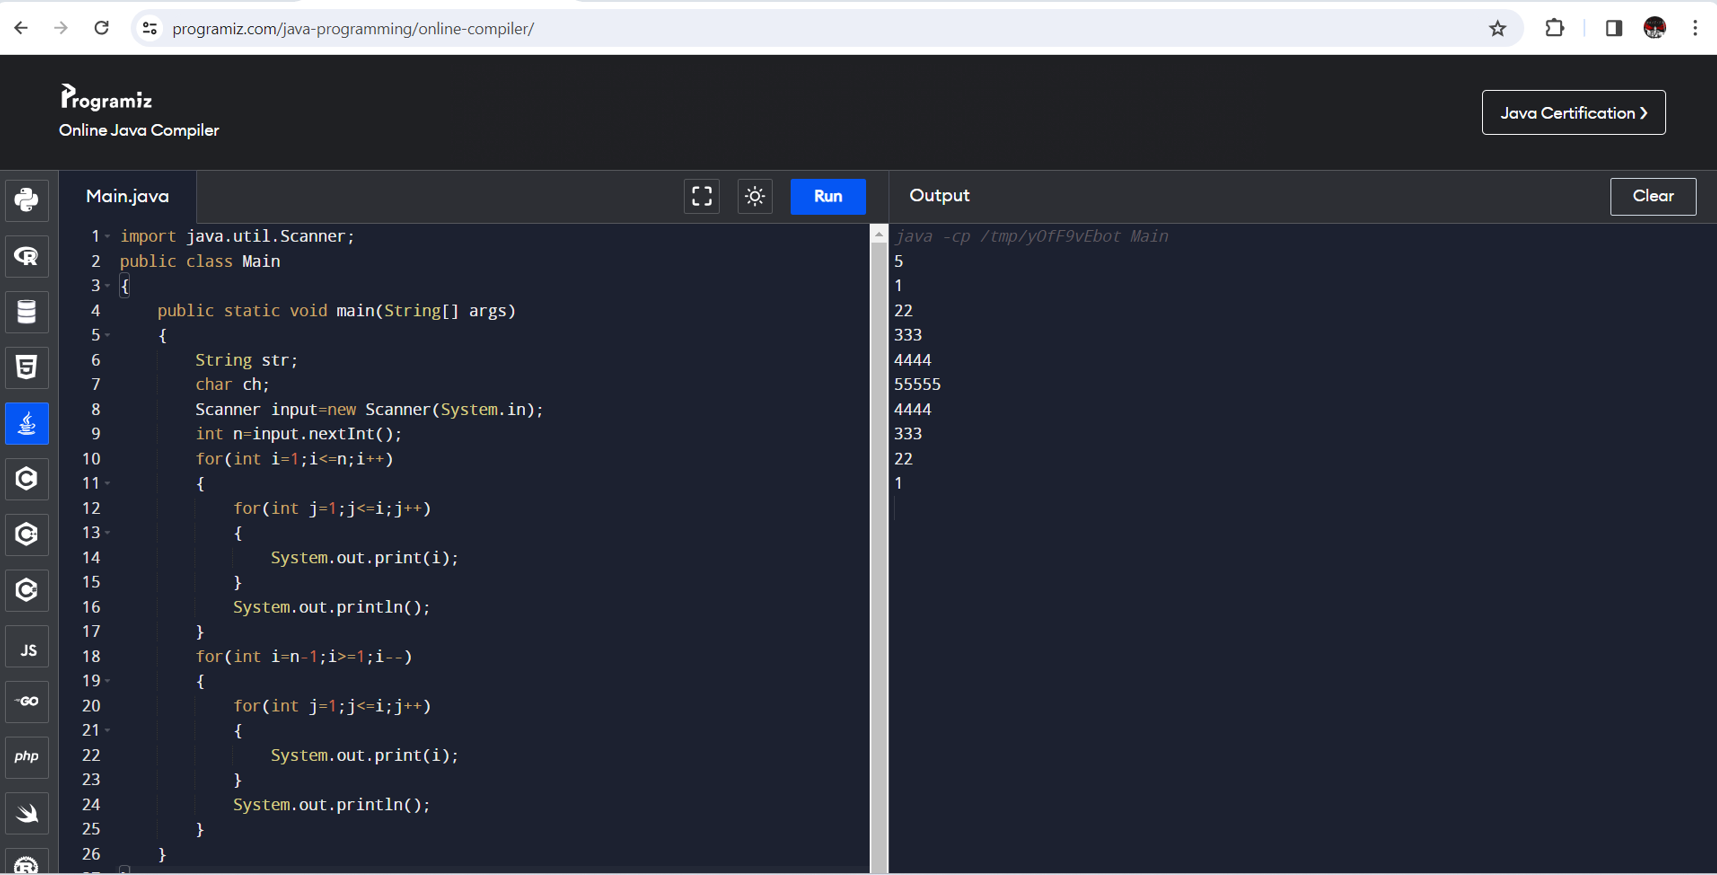 programiz.com/java-programming/online-compiler/
Programiz
Online Java Compiler
Java Certification ❯
Main.java
Run
Output
Clear
JS
GO
php
1 import java.util.Scanner;
2 public class Main
3 {
4 public static void main(String[] args)
5 {
6 String str;
7 char ch;
8 Scanner input=new Scanner(System.in);
9 int n=input.nextInt();
10 for(int i=1;i<=n;i++)
11 {
12 for(int j=1;j<=i;j++)
13 {
14 System.out.print(i);
15 }
16 System.out.println();
17 }
18 for(int i=n-1;i>=1;i--)
19 {
20 for(int j=1;j<=i;j++)
21 {
22 System.out.print(i);
23 }
24 System.out.println();
25 }
26 }
java -cp /tmp/yOfF9vEbot Main
5
1
22
333
4444
55555
4444
333
22
1